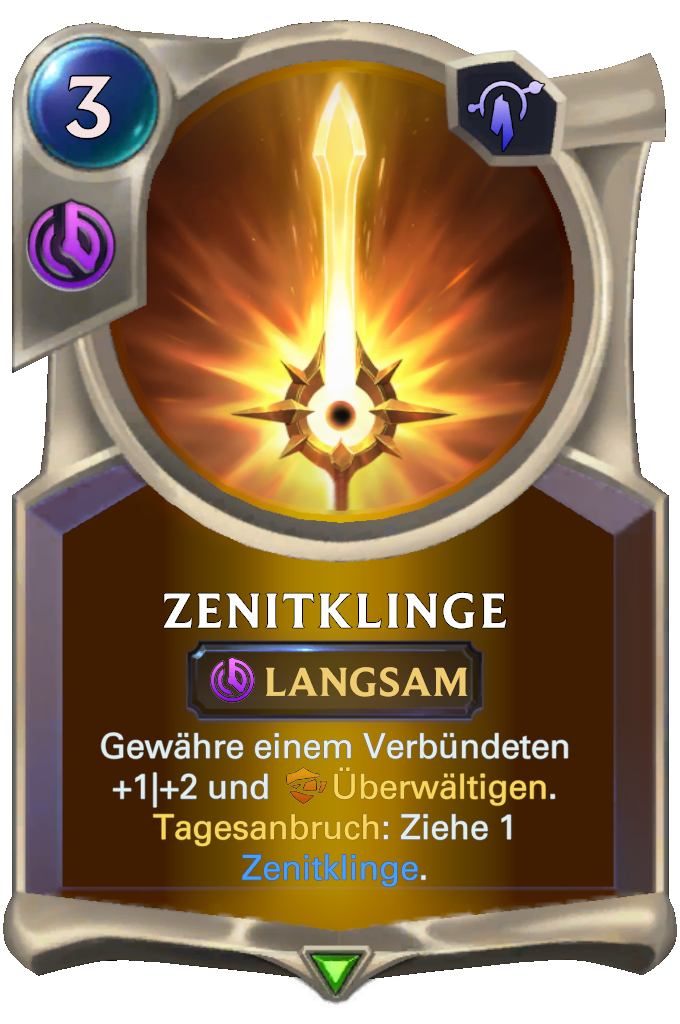 3
ZENITKLINGE
LANGSAM
Gewähre einem Verbündeten
+1|+2 und Überwältigen.
Tagesanbruch: Ziehe 1
Zenitklinge.